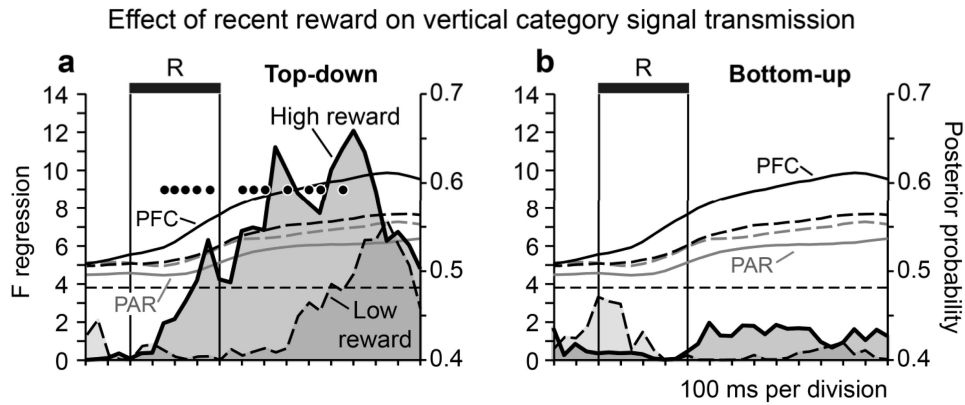 Effect of recent reward on vertical category signal transmission
a
R
Top-down
14
12
10
8
6
4
2
0
F regression
High reward
PFC
PAR
Low
reward
0.7
0.6
0.5
0.4
b
R
Bottom-up
14
12
10
8
6
4
2
0
PFC
PAR
0.7
0.6
0.5
0.4
Posterior probability
100 ms per division